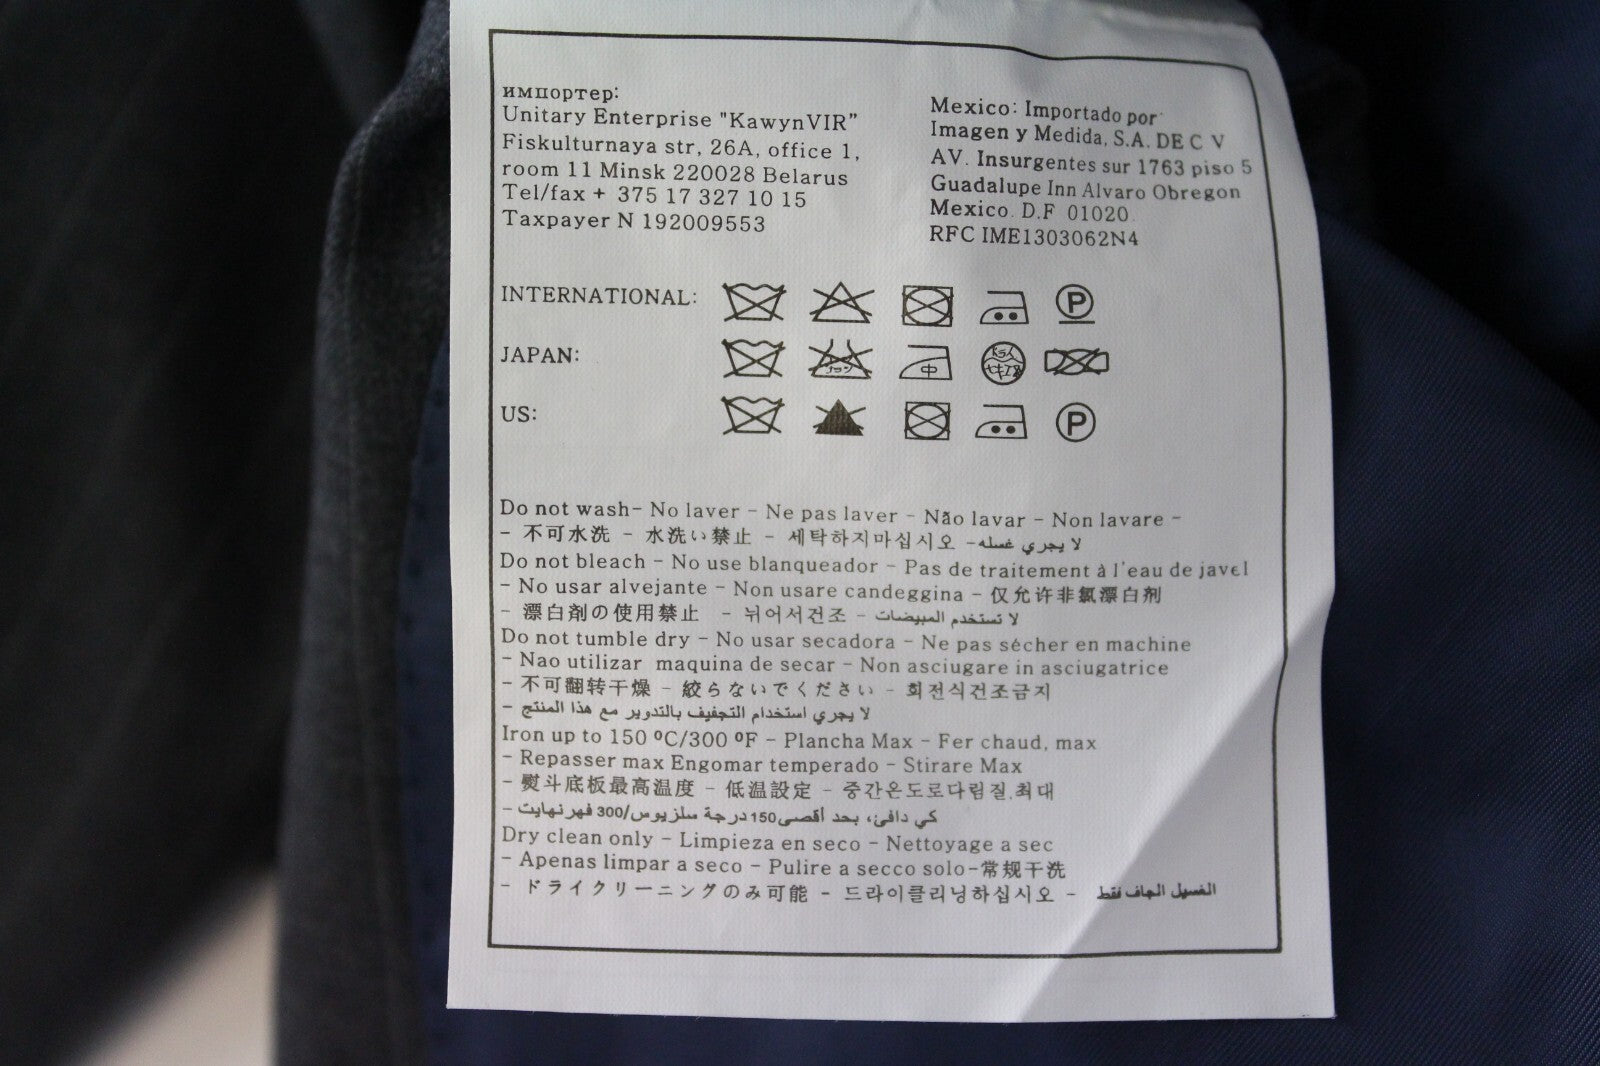 импортер:
Unitary Enterprise "KawynVIR"
Fiskulturnaya str, 26A, office 1,
room 11 Minsk 220028 Belarus
Tel/fax + 375 17 327 10 15
Taxpayer N 192009553
Mexico: Importado por
Imagen y Medida, S.A. DE C V
AV. Insurgentes sur 1763 piso 5
Guadalupe Inn Alvaro Obregon
Mexico. D.F 01020.
RFC IME1303062N4
INTERNATIONAL:
P
JAPAN:
中
US:
P
Do not wash- No laver - Ne pas laver - Não lavar - Non lavare -
- 不可水洗 - 水洗い禁止 - 세탁하지마십시오 -لا يجري غسله
Do not bleach - No use blanqueador - Pas de traitement à l'eau de javel
- No usar alvejante - Non usare candeggina - 仅允许非氯漂白剂
- 漂白剤の使用禁止 - 뉘어서건조 - لا تستخدم المبيضات
Do not tumble dry - No usar secadora - Ne pas sécher en machine
- Nao utilizar maquina de secar - Non asciugare in asciugatrice
- 不可翻转干燥 - 絞らないでください - 회전식건조금지
- لا يجري استخدام التجفيف بالتدوير مع هذا المنتج
Iron up to 150 ºC/300 ºF - Plancha Max - Fer chaud, max
- Repasser max Engomar temperado - Stirare Max
- 熨斗底板最高温度 - 低温設定 - 중간온도로다림질.최대
- كي دافئ، بحد أقصى150 درجة سلزيوس/300 فهرنهايت
Dry clean only - Limpieza en seco - Nettoyage a sec
- Apenas limpar a seco - Pulire a secco solo-常规干洗
- ドライクリーニングのみ可能 - 드라이클리닝하십시오 - الغسيل الجاف فقط